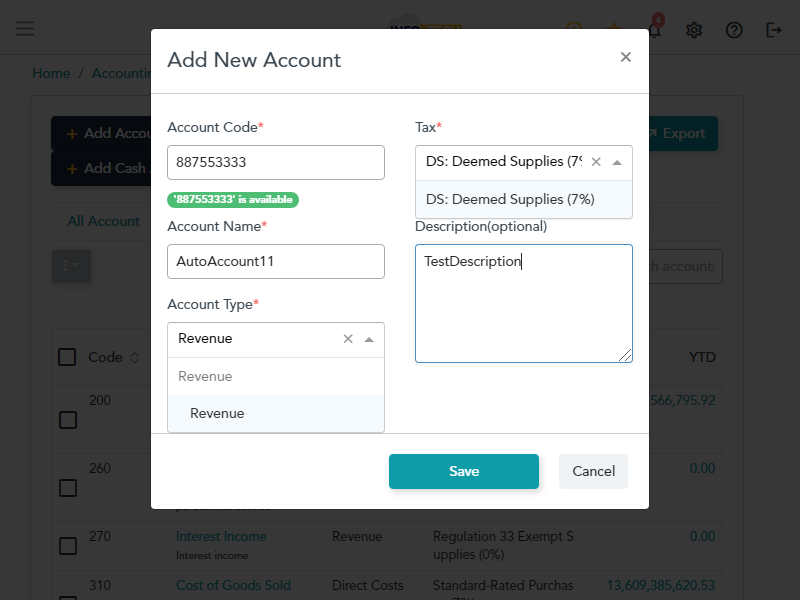 4
Add New Account
×
Home / Accountin
Account Code*
Tax*
+ Add Accou
Export
887553333
DS: Deemed Supplies (7%
+ Add Cash
'887553333' is available
DS: Deemed Supplies (7%)
All Account
Account Name*
Description(optional)
AutoAccount11
TestDescription
Account Type*
Revenue
Code
YTD
Revenue
Revenue
200
566,795.92
260
0.00
Save
Cancel
270
Interest Income
Revenue
Regulation 33 Exempt S
upplies (0%)
0.00
Interest income
310
Cost of Goods Sold
Direct Costs
Standard-Rated Purchas
13,609,385,620.53